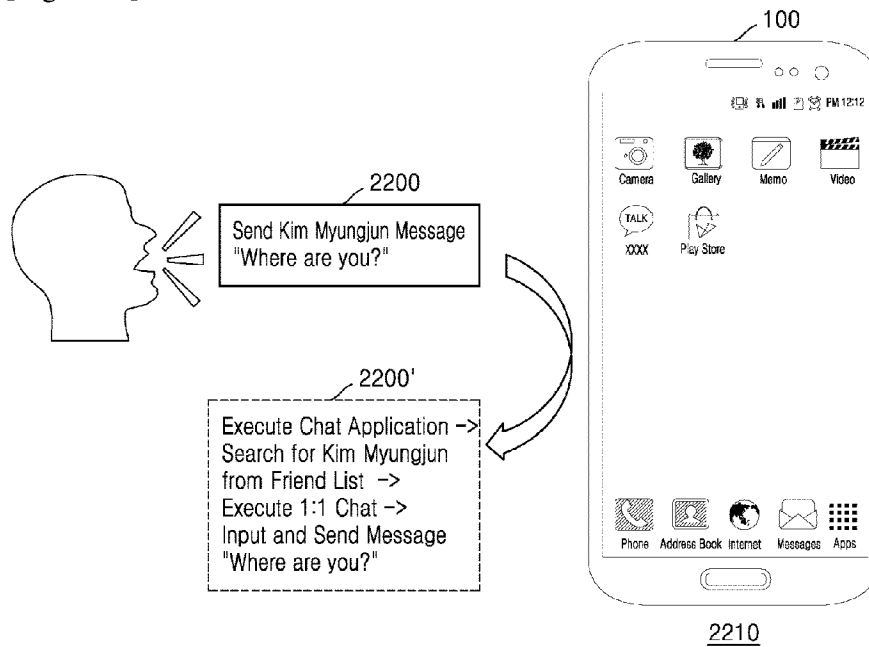 100
PM 12:12
Camera Gallery Memo Video
TALK
XXXX Play Store
2200
Send Kim Myungjun Message
"Where are you?"
2200'
Execute Chat Application ->
Search for Kim Myungjun
from Friend List ->
Execute 1:1 Chat ->
Input and Send Message
"Where are you?"
Phone Address Book Internet Messages Apps
2210